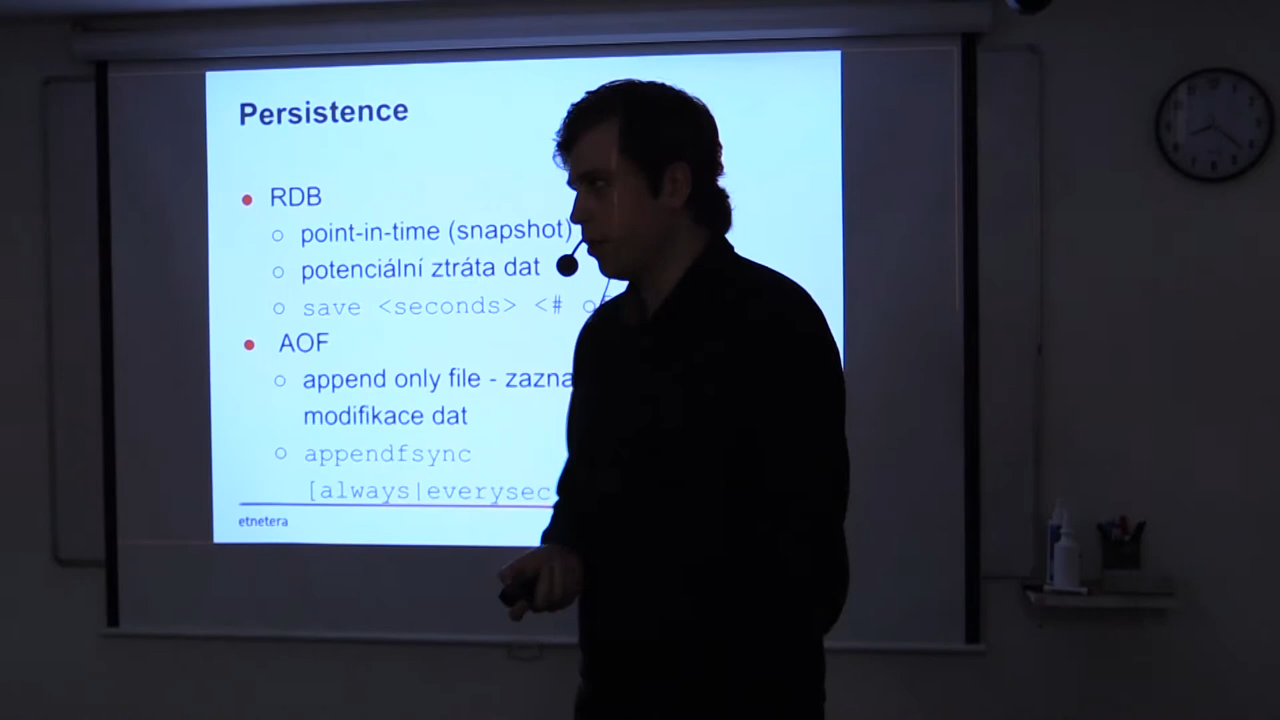 Persistence
RDB
point-in-time (snapshot)
potenciální ztráta dat
save <seconds> <#
AOF
append only file -
modifikace dat
appendfsync
[always|everysec
etnetera